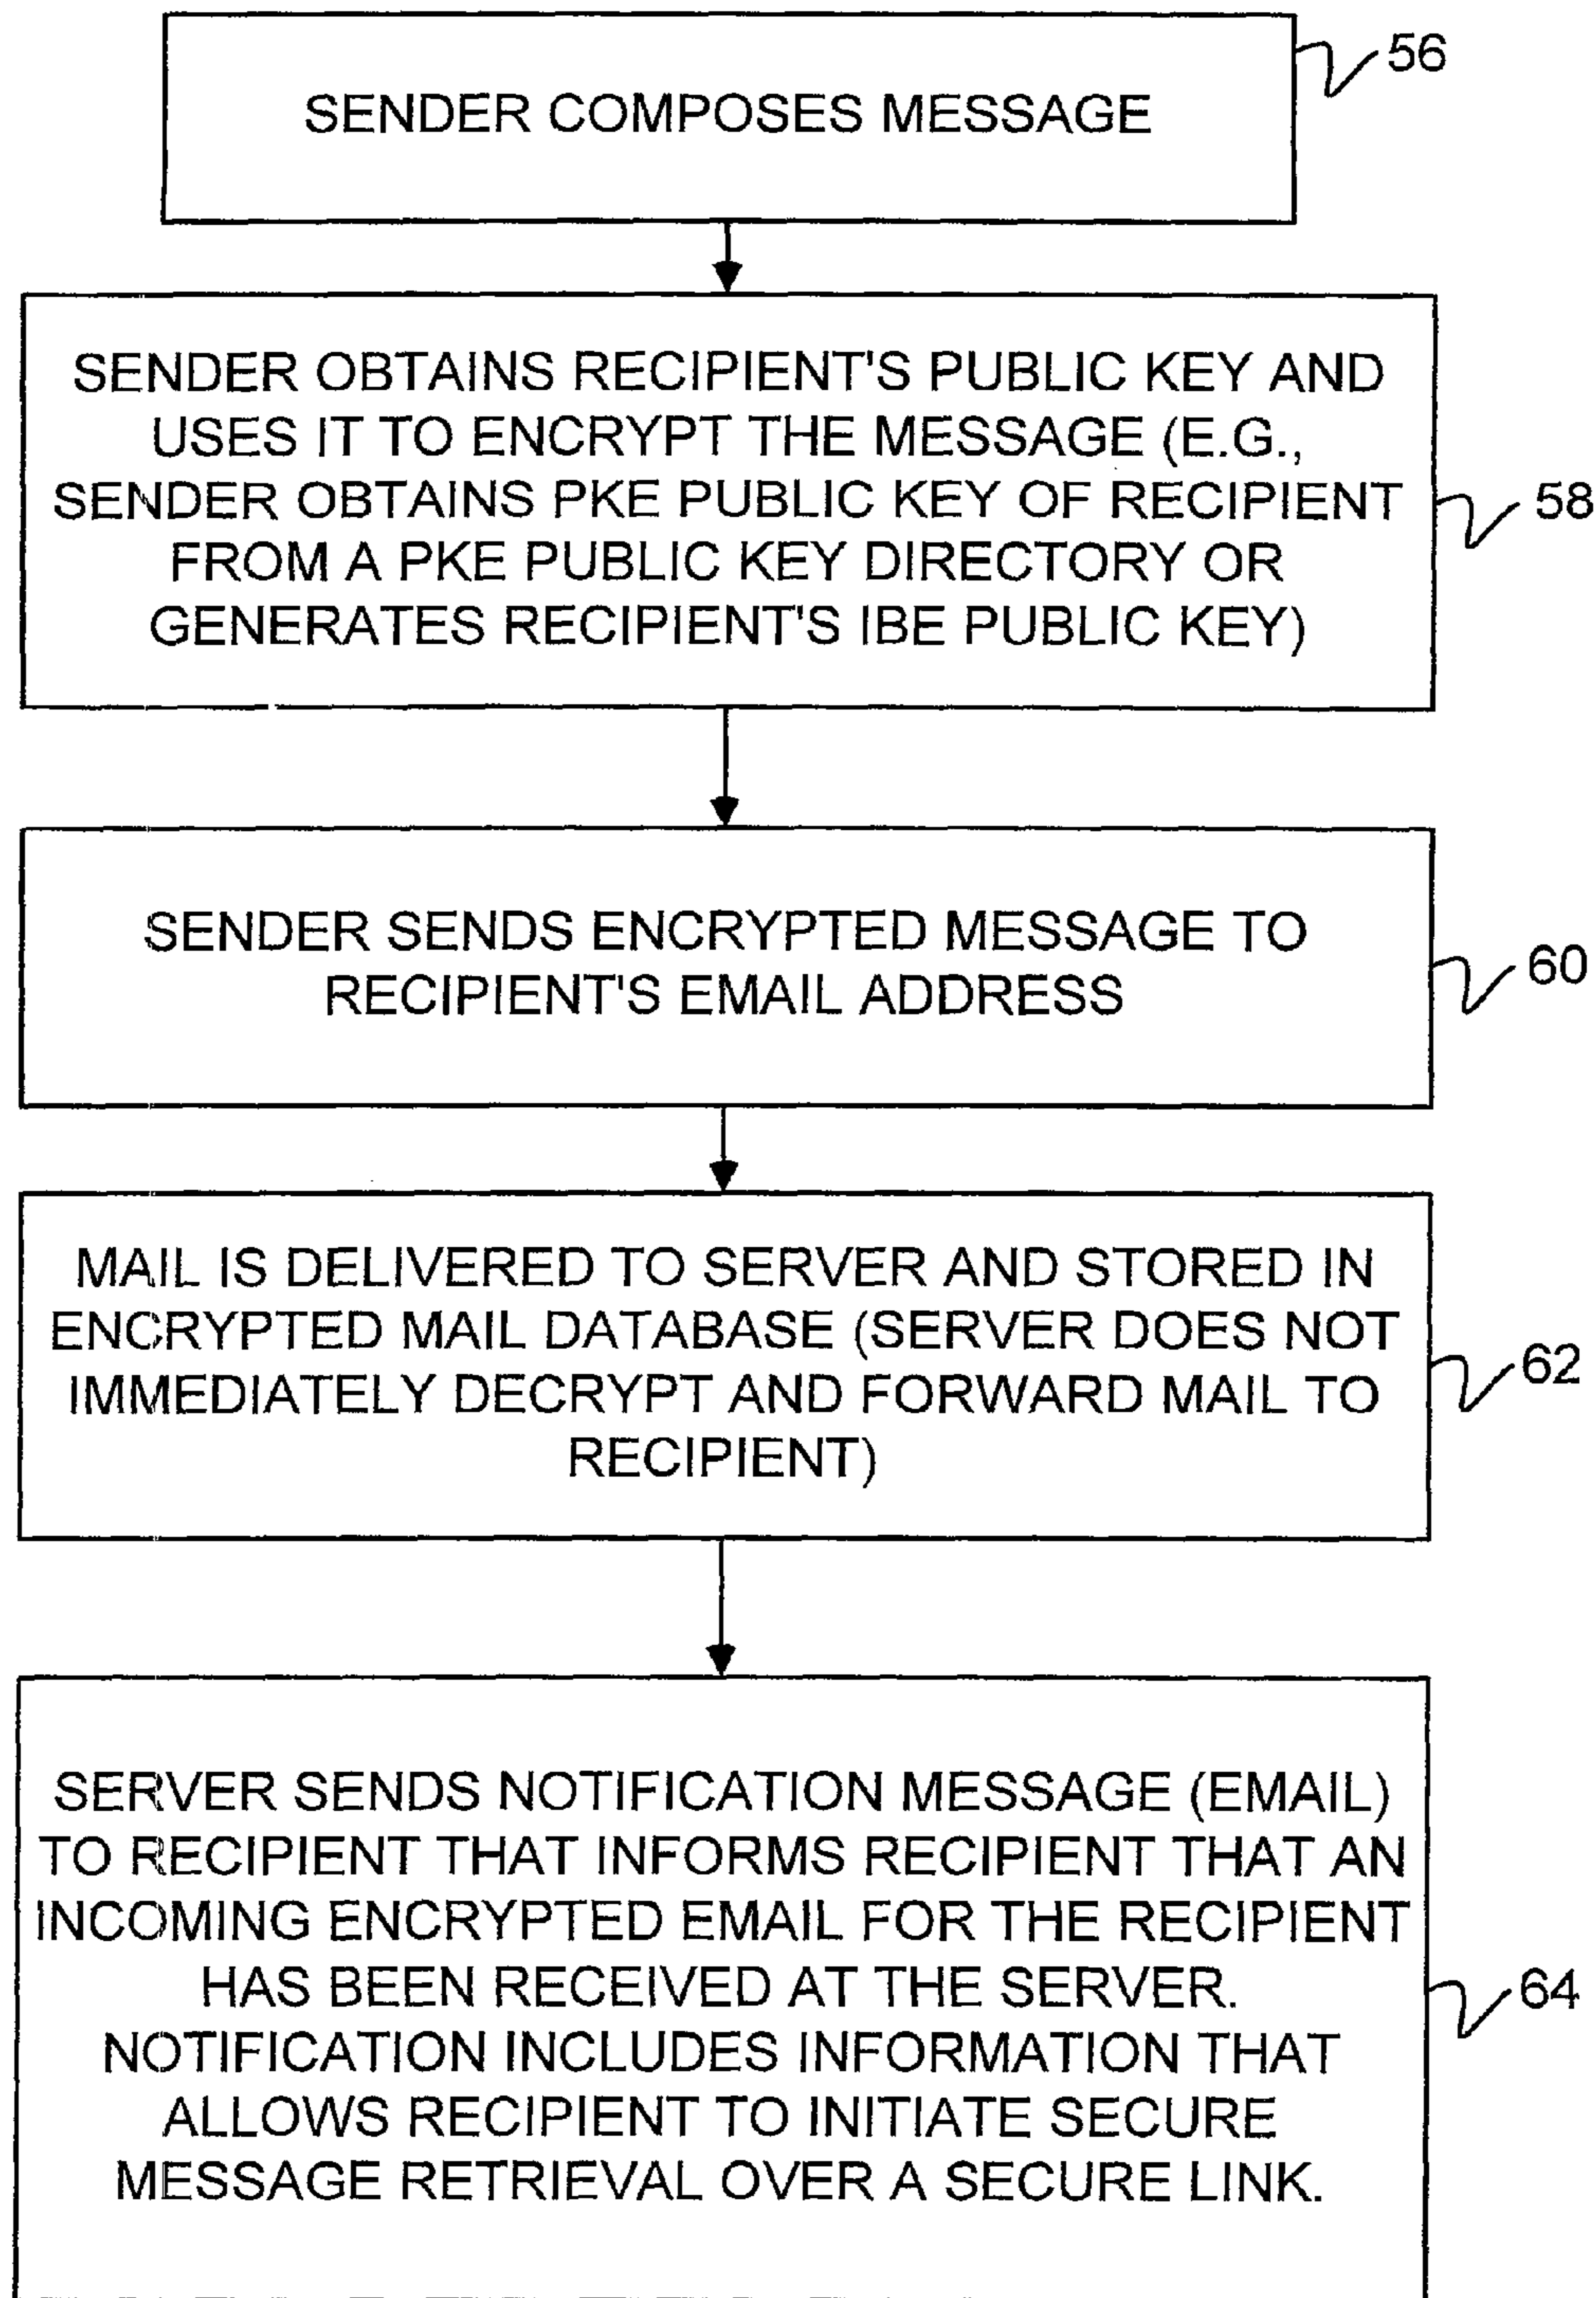 SENDER COMPOSES MESSAGE
56
SENDER OBTAINS RECIPIENT'S PUBLIC KEY AND
USES IT TO ENCRYPT THE MESSAGE (E.G.,
SENDER OBTAINS PKE PUBLIC KEY OF RECIPIENT
FROM A PKE PUBLIC KEY DIRECTORY OR
GENERATES RECIPIENT'S IBE PUBLIC KEY)
58
SENDER SENDS ENCRYPTED MESSAGE TO
RECIPIENT'S EMAIL ADDRESS
60
MAIL IS DELIVERED TO SERVER AND STORED IN
ENCRYPTED MAIL DATABASE (SERVER DOES NOT
IMMEDIATELY DECRYPT AND FORWARD MAIL TO
RECIPIENT)
62
SERVER SENDS NOTIFICATION MESSAGE (EMAIL)
TO RECIPIENT THAT INFORMS RECIPIENT THAT AN
INCOMING ENCRYPTED EMAIL FOR THE RECIPIENT
HAS BEEN RECEIVED AT THE SERVER.
NOTIFICATION INCLUDES INFORMATION THAT
ALLOWS RECIPIENT TO INITIATE SECURE
MESSAGE RETRIEVAL OVER A SECURE LINK.
64